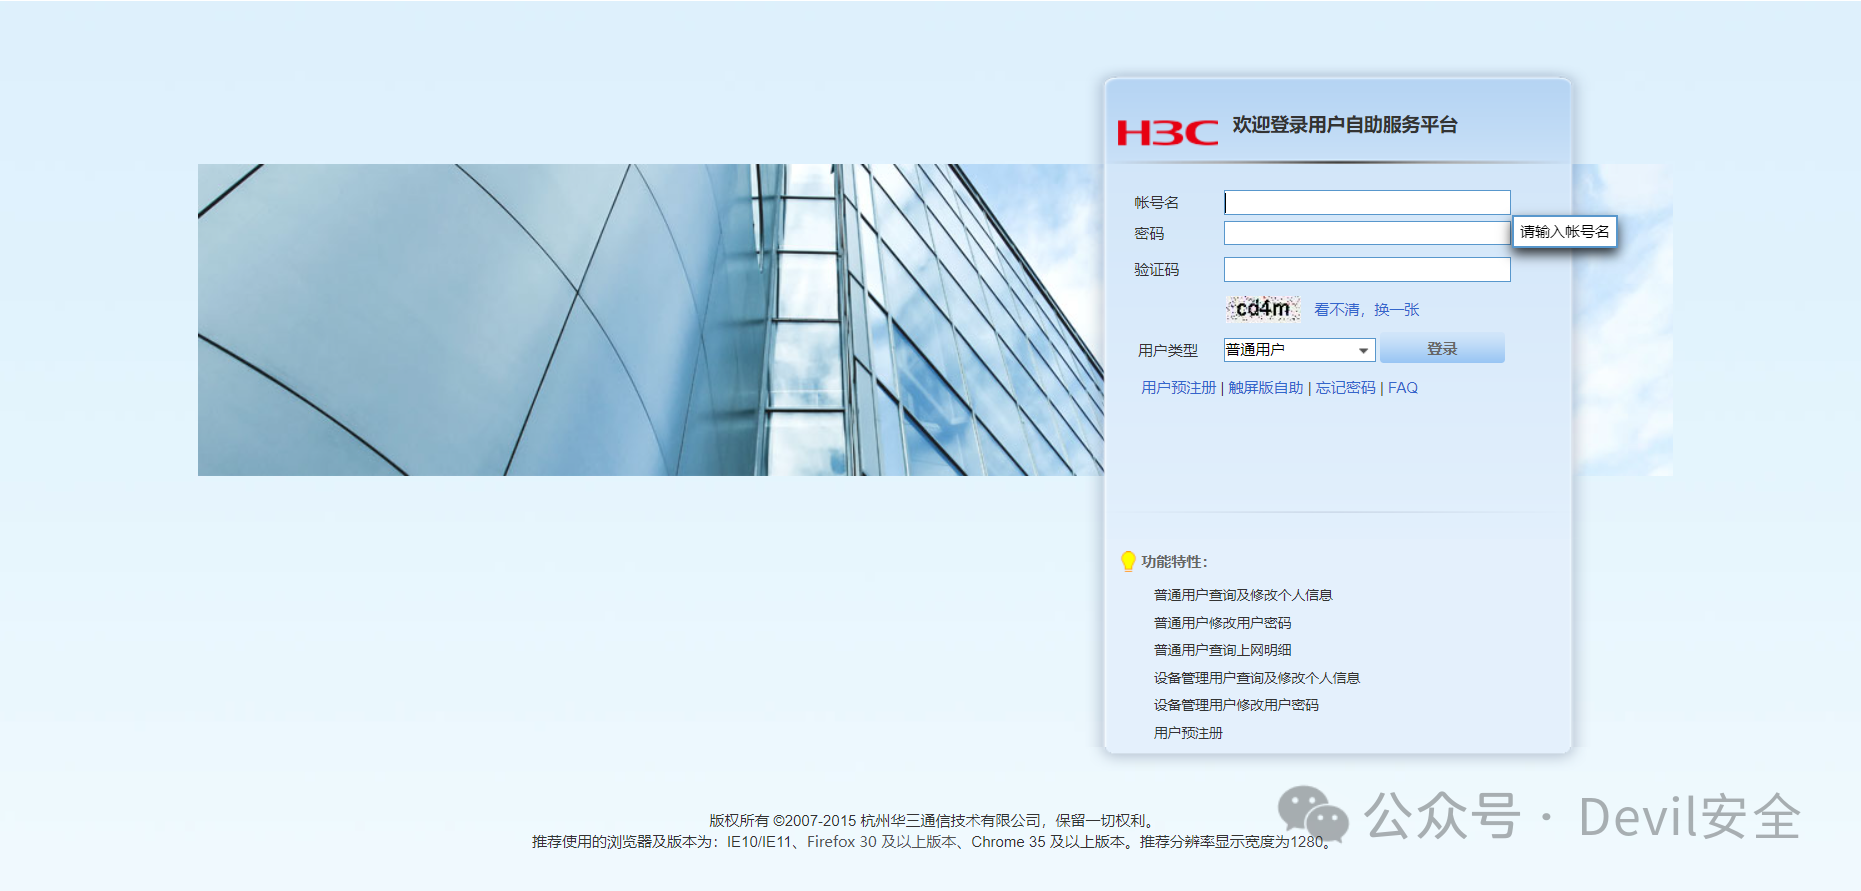 H3C 欢迎登录用户自助服务平台
帐号名
密码
请输入帐号名
验证码
cd4m 看不清，换一张
用户类型 普通用户 登录
用户预注册 | 触屏版自助 | 忘记密码 | FAQ
功能特性：
普通用户查询及修改个人信息
普通用户修改用户密码
普通用户查询上网明细
设备管理用户查询及修改个人信息
设备管理用户修改用户密码
用户预注册
版权所有 ©2007-2015 杭州华三通信技术有限公司，保留一切权利。
推荐使用的浏览器及版本为：IE10/IE11、Firefox 30 及以上版本、Chrome 35 及以上版本。推荐分辨率显示宽度为1280。
公众号 · Devil安全